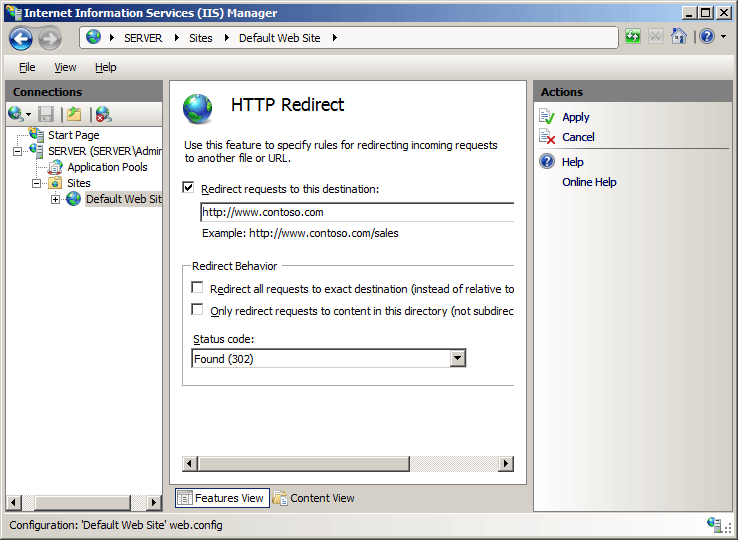 Internet Information Services (IIS) Manager
SERVER
Sites
Default Web Site
File
View
Help
Connections
Start Page
SERVER (SERVER\Admir
Application Pools
Sites
Default Web Sit
HTTP Redirect
Use this feature to specify rules for redirecting incoming requests
to another file or URL.
Redirect requests to this destination:
http://www.contoso.com
Example: http://www.contoso.com/sales
Redirect Behavior
Redirect all requests to exact destination (instead of relative to
Only redirect requests to content in this directory (not subdirec
Status code:
Found (302)
Features View
Content View
Actions
Apply
Cancel
Help
Online Help
Configuration: 'Default Web Site' web.config